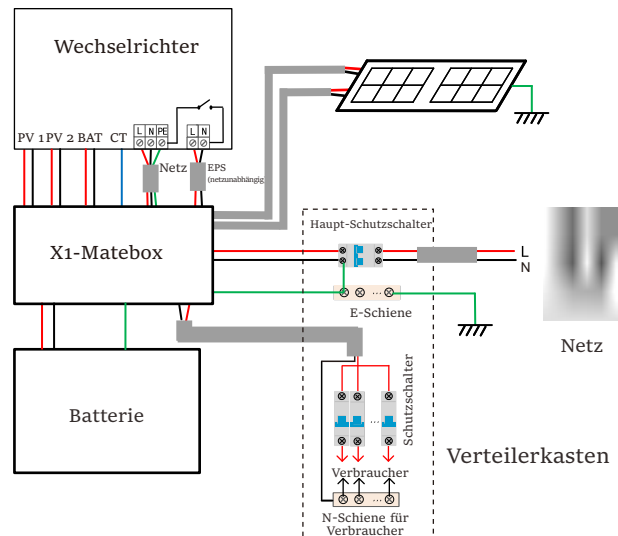 Wechselrichter
L N PE
L N
PV 1 PV 2 BAT CT
Netz
EPS
(netzunabhängig
X1-Matebox
Haupt-Schutzschalter
L
N
E-Schiene
Netz
Batterie
Schutzschalter
...
...
...
Verbraucher
Verteilerkasten
N-Schiene für
Verbraucher